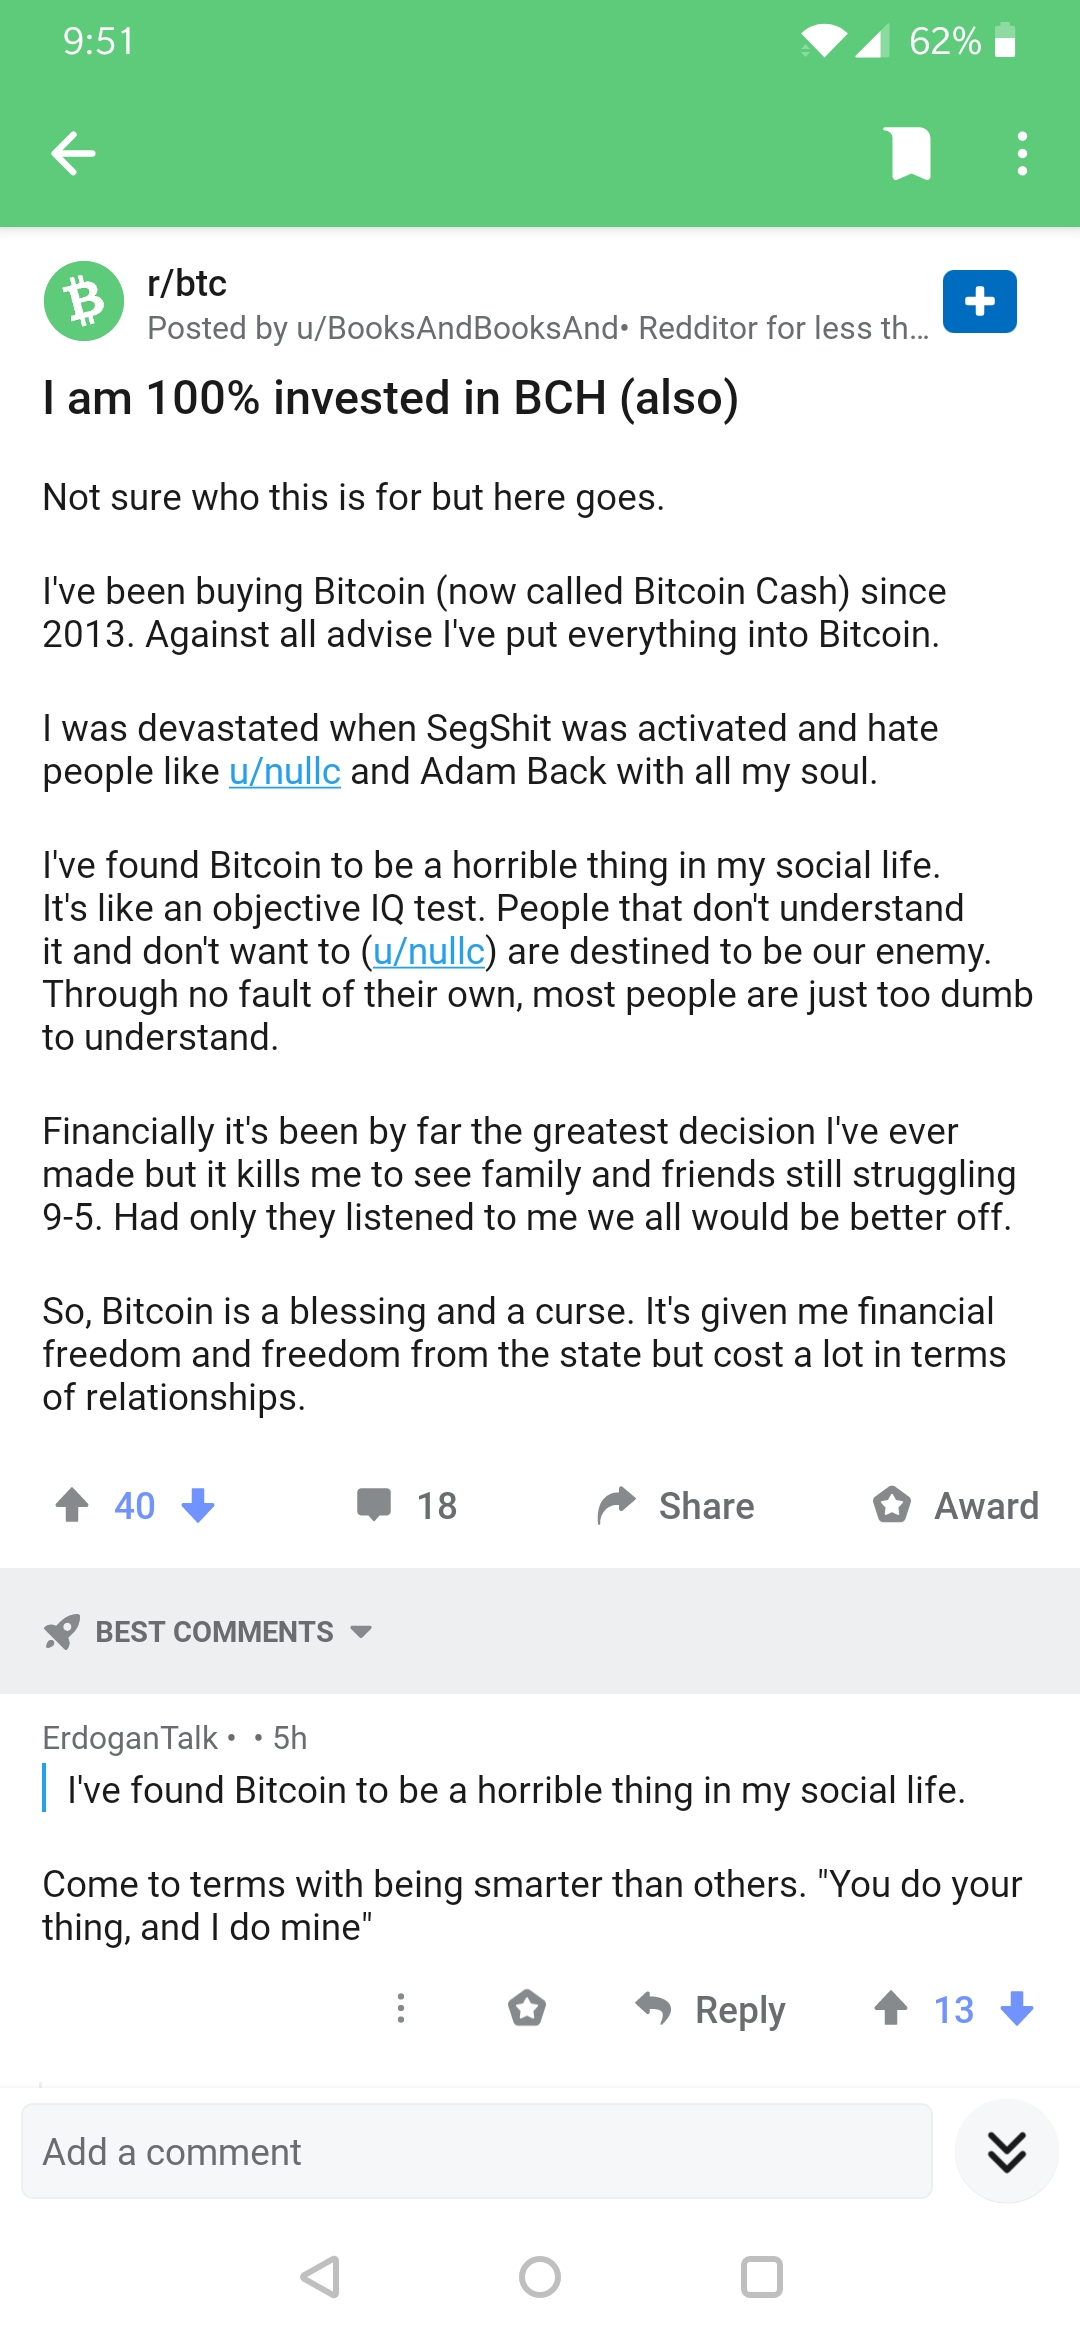 9:51
62%
r/btc
Posted by u/BooksAndBooksAnd• Redditor for less th...
I am 100% invested in BCH (also)
Not sure who this is for but here goes.
I've been buying Bitcoin (now called Bitcoin Cash) since
2013. Against all advise I've put everything into Bitcoin.
I was devastated when SegShit was activated and hate
people like u/nullc and Adam Back with all my soul.
I've found Bitcoin to be a horrible thing in my social life.
It's like an objective IQ test. People that don't understand
it and don't want to (u/nullc) are destined to be our enemy.
Through no fault of their own, most people are just too dumb
to understand.
Financially it's been by far the greatest decision I've ever
made but it kills me to see family and friends still struggling
9-5. Had only they listened to me we all would be better off.
So, Bitcoin is a blessing and a curse. It's given me financial
freedom and freedom from the state but cost a lot in terms
of relationships.
40 18 Share Award
BEST COMMENTS
ErdoganTalk • • 5h
I've found Bitcoin to be a horrible thing in my social life.
Come to terms with being smarter than others. "You do your
thing, and I do mine"
Reply 13
Add a comment